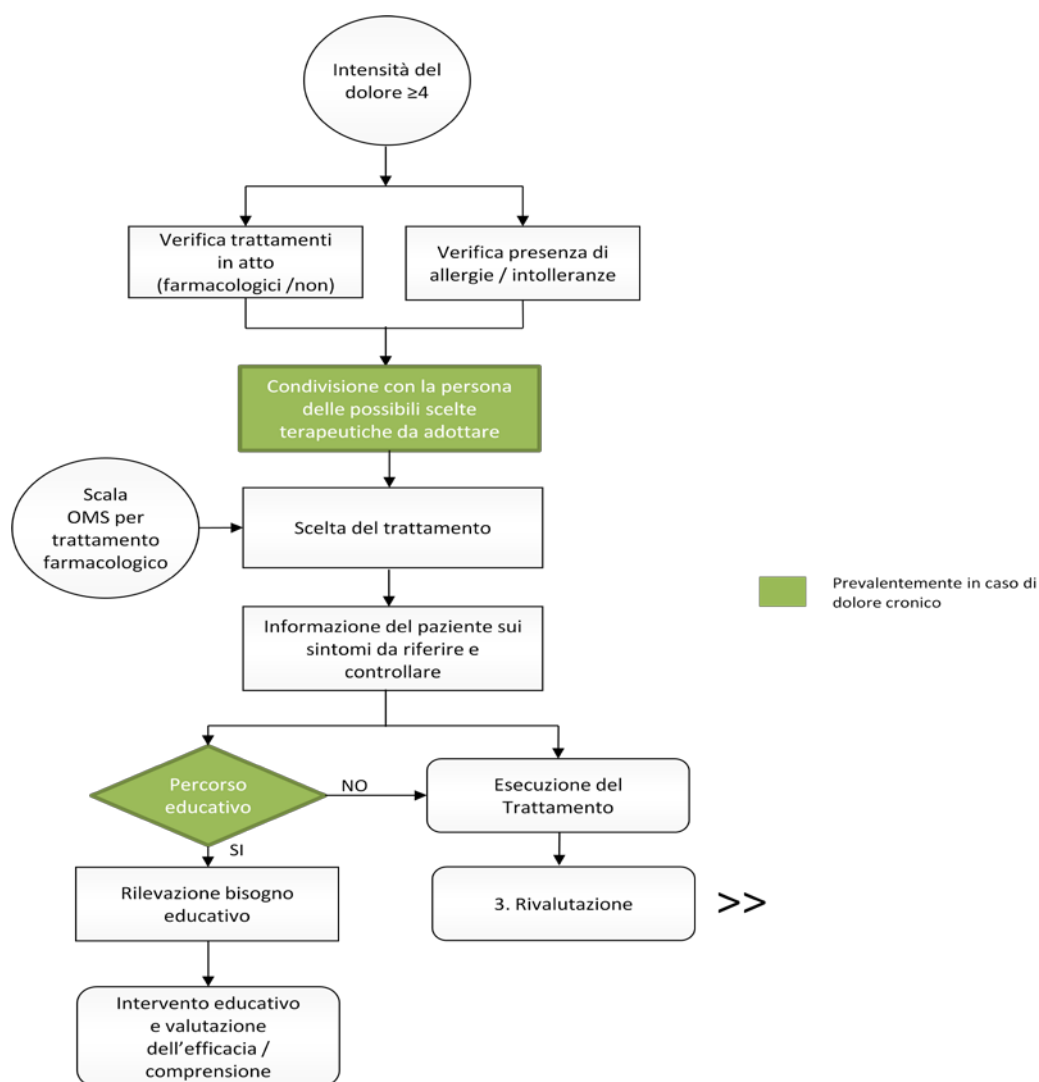 Intensità del
dolore ≥4
Verifica trattamenti
in atto
(farmacologici /non)
Verifica presenza di
allergie / intolleranze
Condivisione con la persona
delle possibili scelte
terapeutiche da adottare
Scala
OMS per
trattamento
farmacologico
Scelta del trattamento
Prevalentemente in caso di
dolore cronico
Informazione del paziente sui
sintomi da riferire e
controllare
Percorso
educativo
NO
Esecuzione del
Trattamento
SI
Rilevazione bisogno
educativo
3. Rivalutazione
>>
Intervento educativo
e valutazione
dell'efficacia /
comprensione